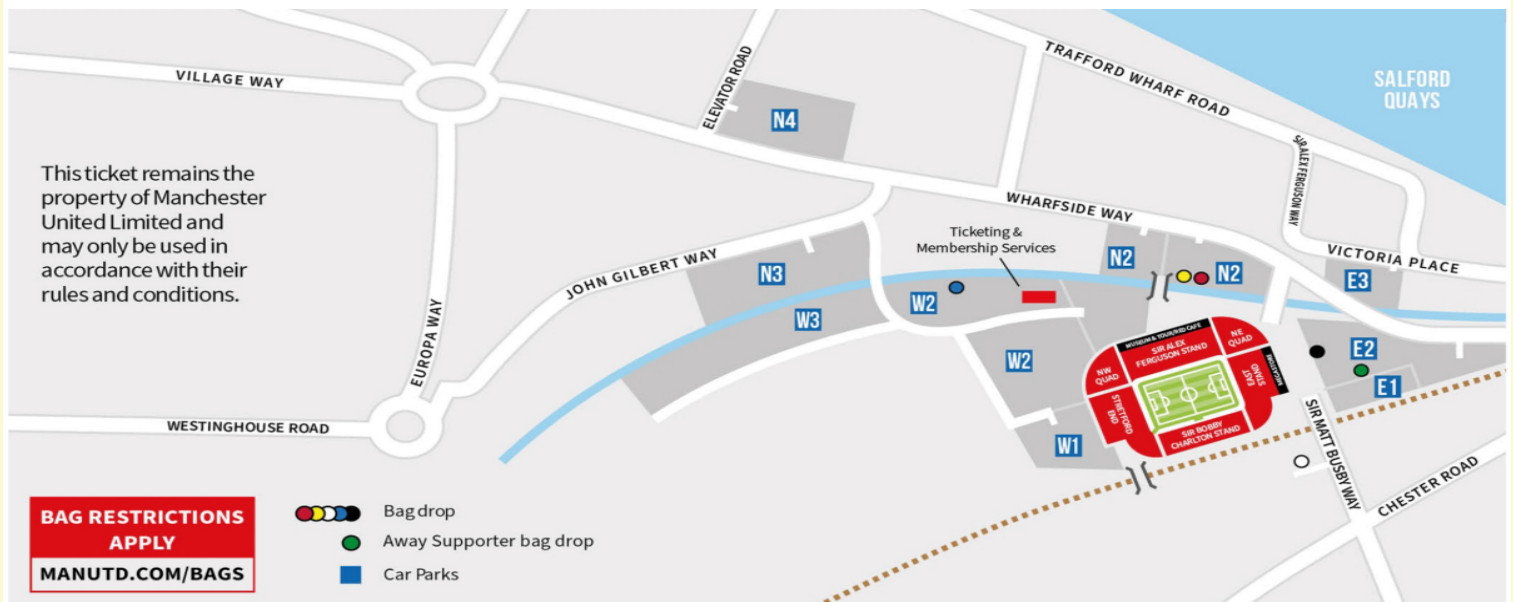 VILLAGE WAY
ELEVATOR ROAD
N4
TRAFFORD WHARF ROAD
SALFORD
QUAYS
SIR ALEX FERGUSON WAY
This ticket remains the
property of Manchester
United Limited and
may only be used in
accordance with their
rules and conditions.
WHARFSIDE WAY
Ticketing &
Membership Services
VICTORIA PLACE
JOHN GILBERT WAY
N3
N2
N2
E3
W2
W3
EUROPA WAY
W2
MUSEUM & TOUR/RED CAFE
SIR ALEX
FERGUSON STAND
NE
QUAD
NW
QUAD
EAST
STAND
MEGASTORE
STRETFORD
END
SIR BOBBY
CHARLTON STAND
E2
E1
W1
WESTINGHOUSE ROAD
SIR MATT BUSBY WAY
CHESTER ROAD
BAG RESTRICTIONS
APPLY
MANUTD.COM/BAGS
Bag drop
Away Supporter bag drop
Car Parks